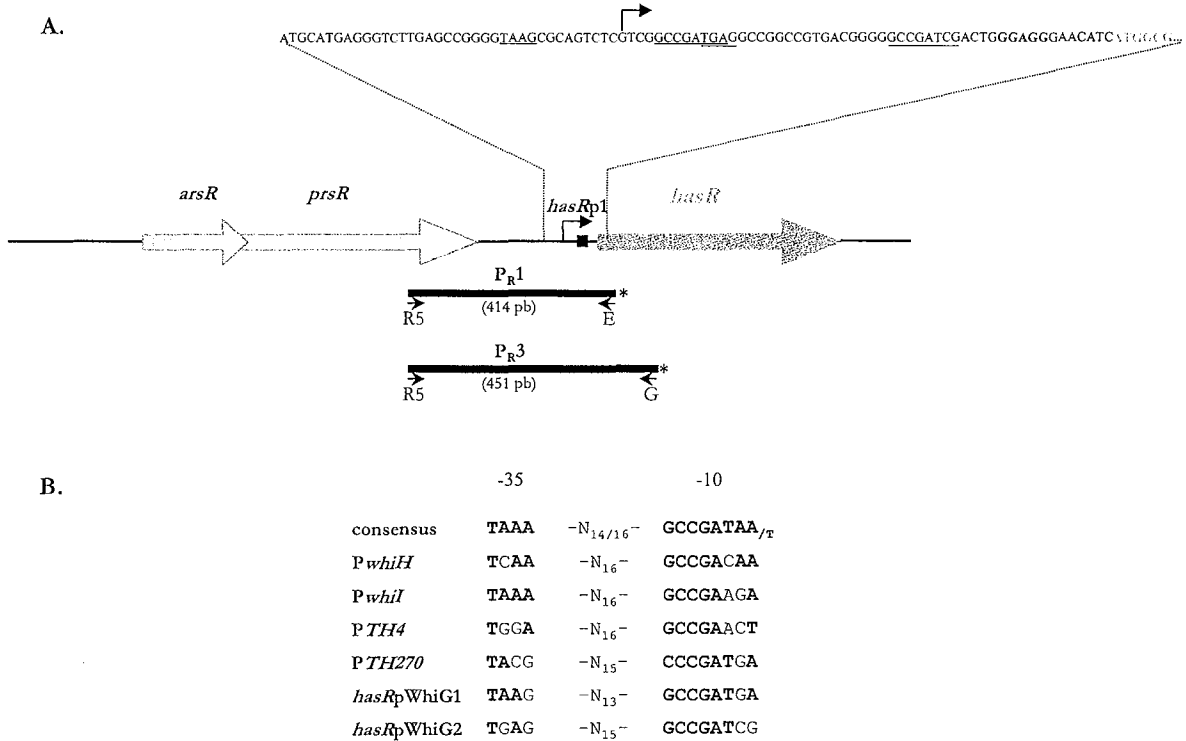 A.
ATGCATGAGGGTCTTGAGCCGGGGTAAGCGCAGTCTCGTCGGCCGATGAGGCCGGCCGTGACGGGGGCCGATCGACTGGGAGGGAACATCATGGCG...
arsR prsR hasRp1 hasR
PR1
(414 pb)
*
R5 E
PR3
(451 pb)
*
R5 G
B.
-35 -10
consensus TAAA -N14/16- GCCGATAA/T
PwhiH TCAA -N16- GCCGACAA
PwhiI TAAA -N16- GCCGAAGA
PTH4 TGGA -N16- GCCGAACT
PTH270 TACG -N15- CCCGATGA
hasRpWhiG1 TAAG -N13- GCCGATGA
hasRpWhiG2 TGAG -N15- GCCGATCG